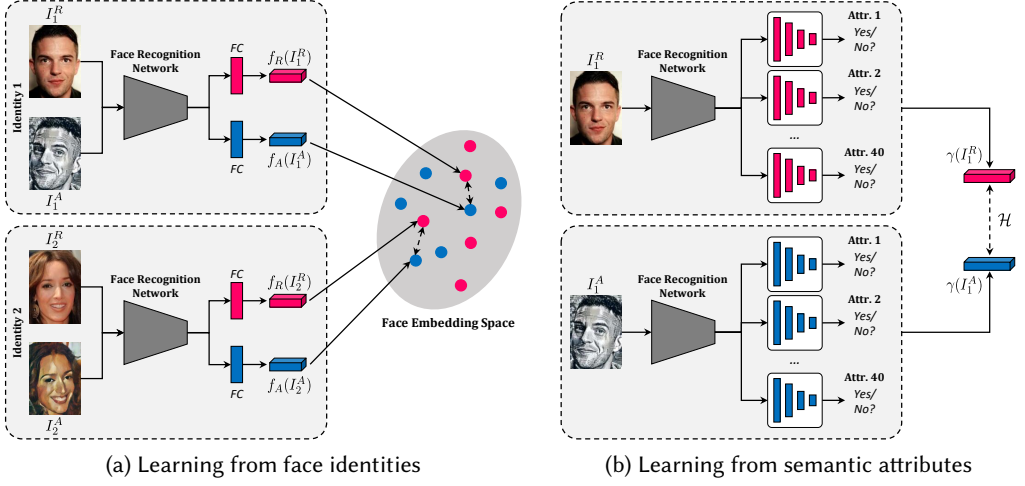 I_1^R
Identity 1
Face Recognition
Network
FC
f_R(I_1^R)
f_A(I_1^A)
FC
I_1^A
I_2^R
Identity 2
Face Recognition
Network
FC
f_R(I_2^R)
f_A(I_2^A)
FC
I_2^A
Face Embedding Space
(a) Learning from face identities
I_1^R
Face Recognition
Network
Attr. 1
Yes/
No?
Attr. 2
Yes/
No?
...
Attr. 40
Yes/
No?
γ(I_1^R)
ℋ
γ(I_1^A)
I_1^A
Face Recognition
Network
Attr. 1
Yes/
No?
Attr. 2
Yes/
No?
...
Attr. 40
Yes/
No?
(b) Learning from semantic attributes